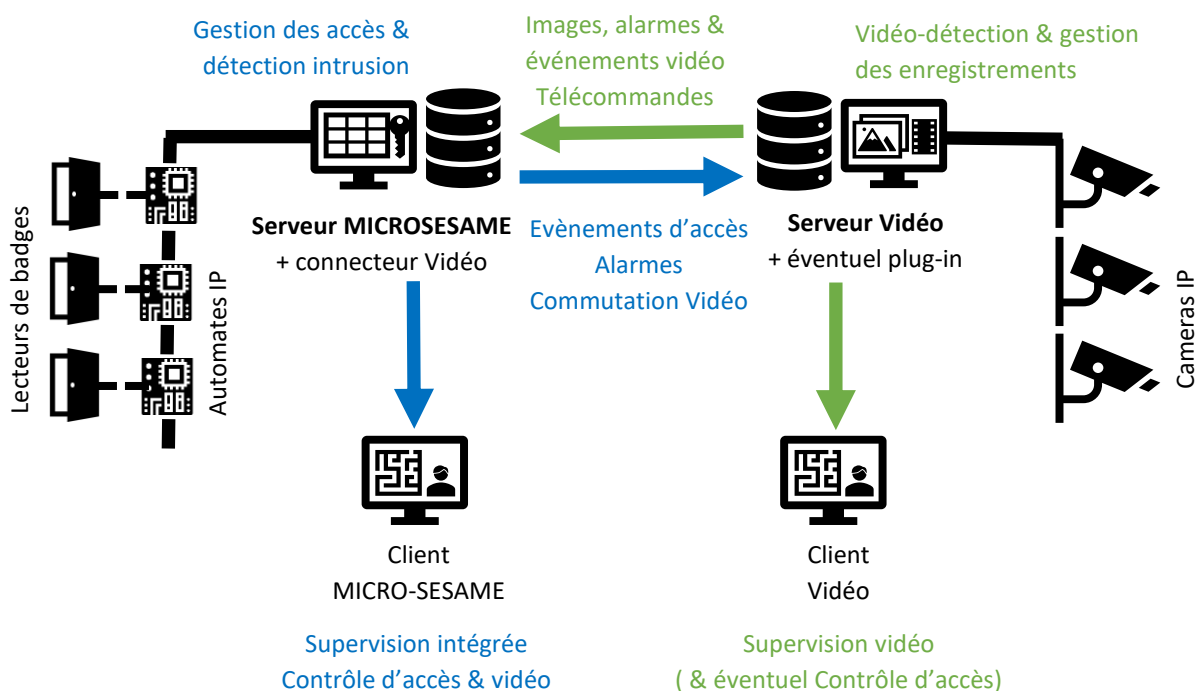 Gestion des accès &
détection intrusion
Images, alarmes &
événements vidéo
Télécommandes
Vidéo-détection & gestion
des enregistrements
Lecteurs de badges
Automates IP
Serveur MICROSESAME
+ connecteur Vidéo
Evènements d’accès
Alarmes
Commutation Vidéo
Serveur Vidéo
+ éventuel plug-in
Cameras IP
Client
MICRO-SESAME
Client
Vidéo
Supervision intégrée
Contrôle d’accès & vidéo
Supervision vidéo
( & éventuel Contrôle d’accès)